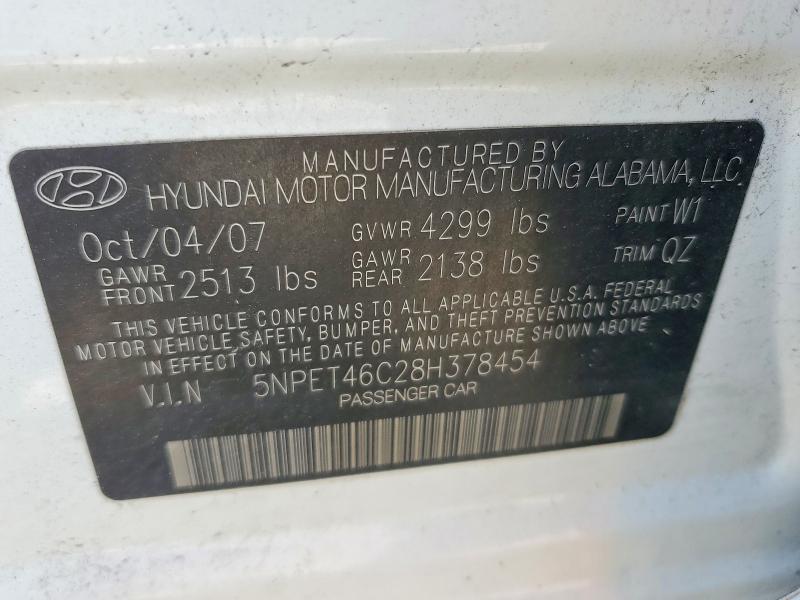 MANUFACTURED BY
HYUNDAI MOTOR MANUFACTURING ALABAMA, LLC
Oct/04/07 GVWR 4299 lbs PAINT W1
GAWR FRONT 2513 lbs GAWR REAR 2138 lbs TRIM QZ
THIS VEHICLE CONFORMS TO ALL APPLICABLE U.S.A. FEDERAL
MOTOR VEHICLE SAFETY, BUMPER, AND THEFT PREVENTION STANDARDS
IN EFFECT ON THE DATE OF MANUFACTURE SHOWN ABOVE
V.I.N 5NPET46C28H378454
PASSENGER CAR